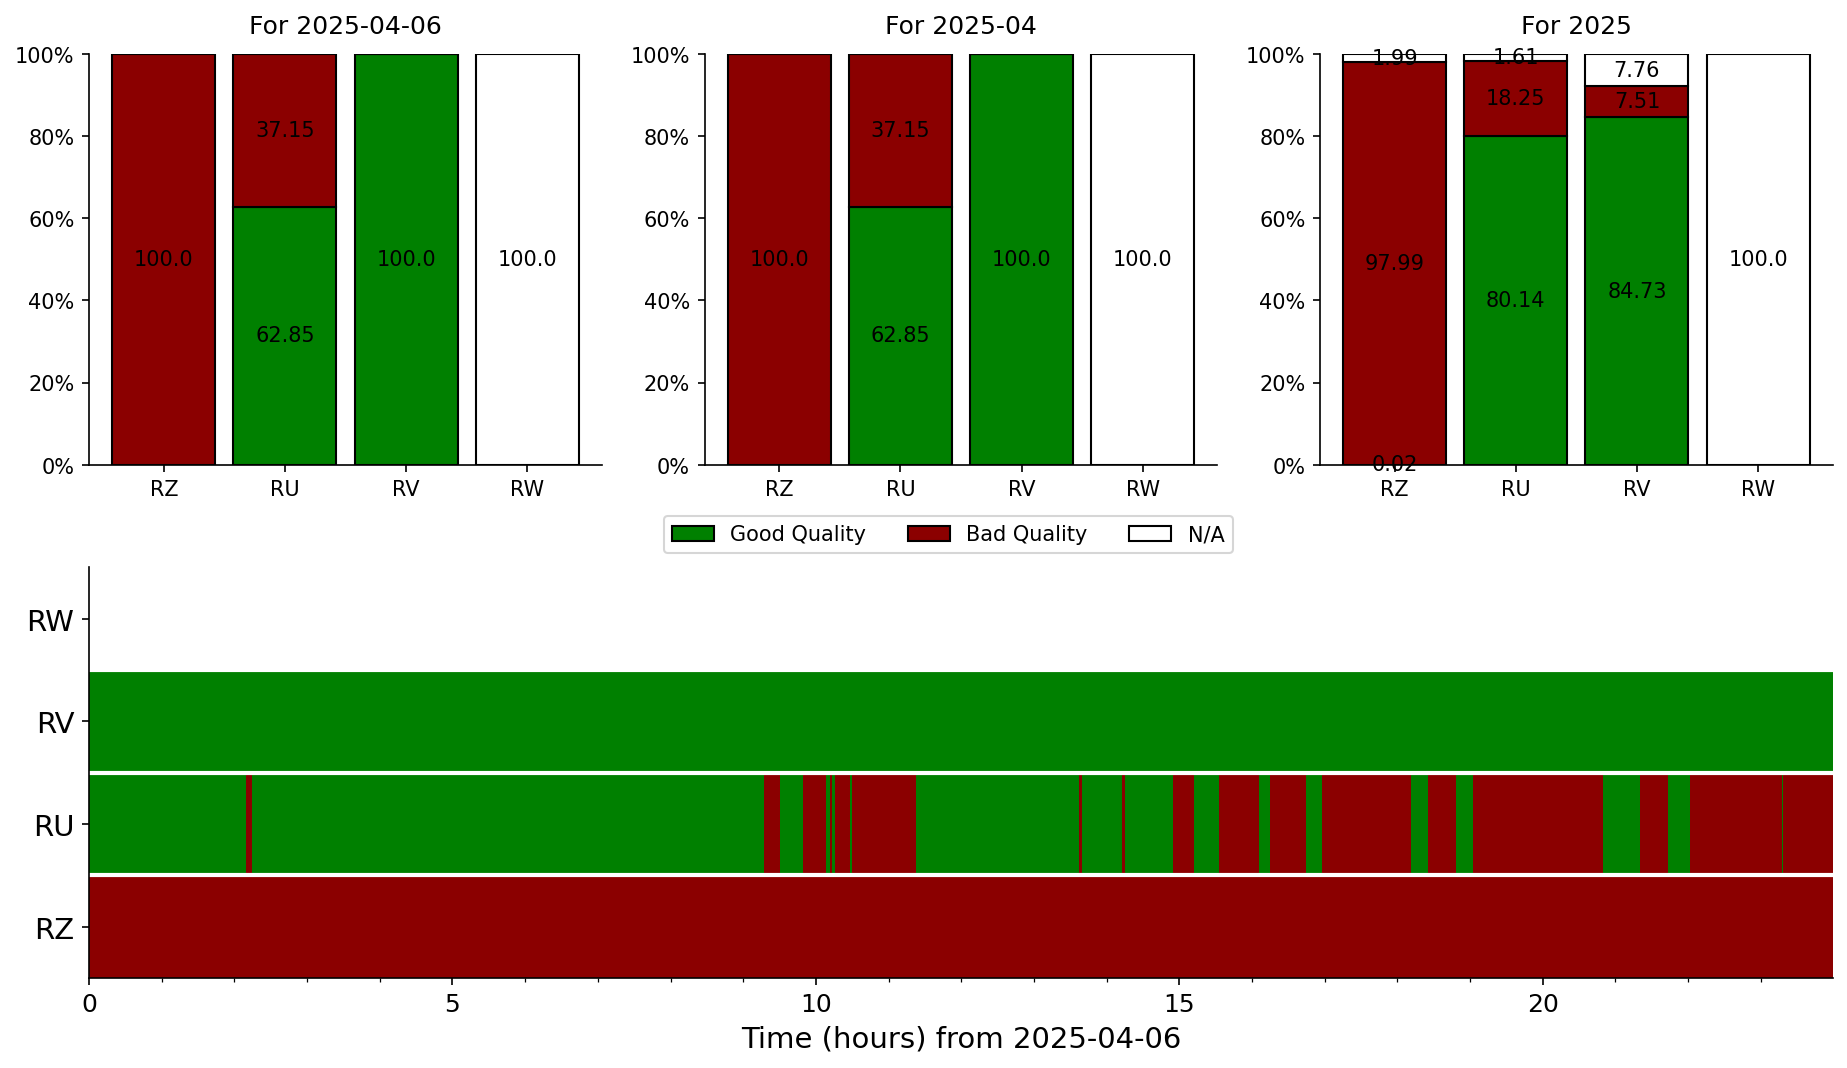 For 2025-04-06
For 2025-04
For 2025
100%
80%
60%
40%
20%
0%
100.0
37.15
62.85
100.0
100.0
RZ
RU
RV
RW
100%
80%
60%
40%
20%
0%
100.0
37.15
62.85
100.0
100.0
RZ
RU
RV
RW
100%
80%
60%
40%
20%
0%
1.99
97.99
0.02
1.61
18.25
80.14
7.76
7.51
84.73
100.0
RZ
RU
RV
RW
Good Quality
Bad Quality
N/A
RW
RV
RU
RZ
0
5
10
15
20
Time (hours) from 2025-04-06